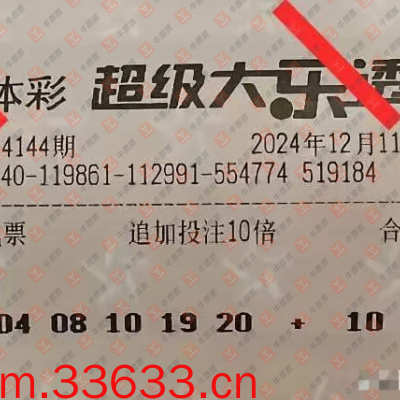 体彩 超级大乐透
4144期 2024年12月11
40-119861-112991-554774 519184
票 追加投注10倍 合
04 08 10 19 20 + 10
m.33633.cn